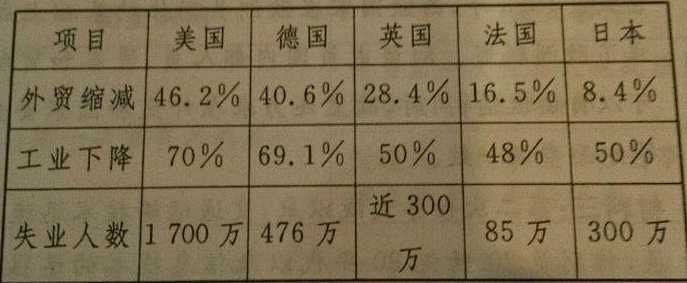 项目 美国 德国 英国 法国 日本
外贸缩减 46.2% 40.6% 28.4% 16.5% 8.4%
工业下降 70% 69.1% 50% 48% 50%
失业人数 1 700 万 476 万 近 300 万 85 万 300 万